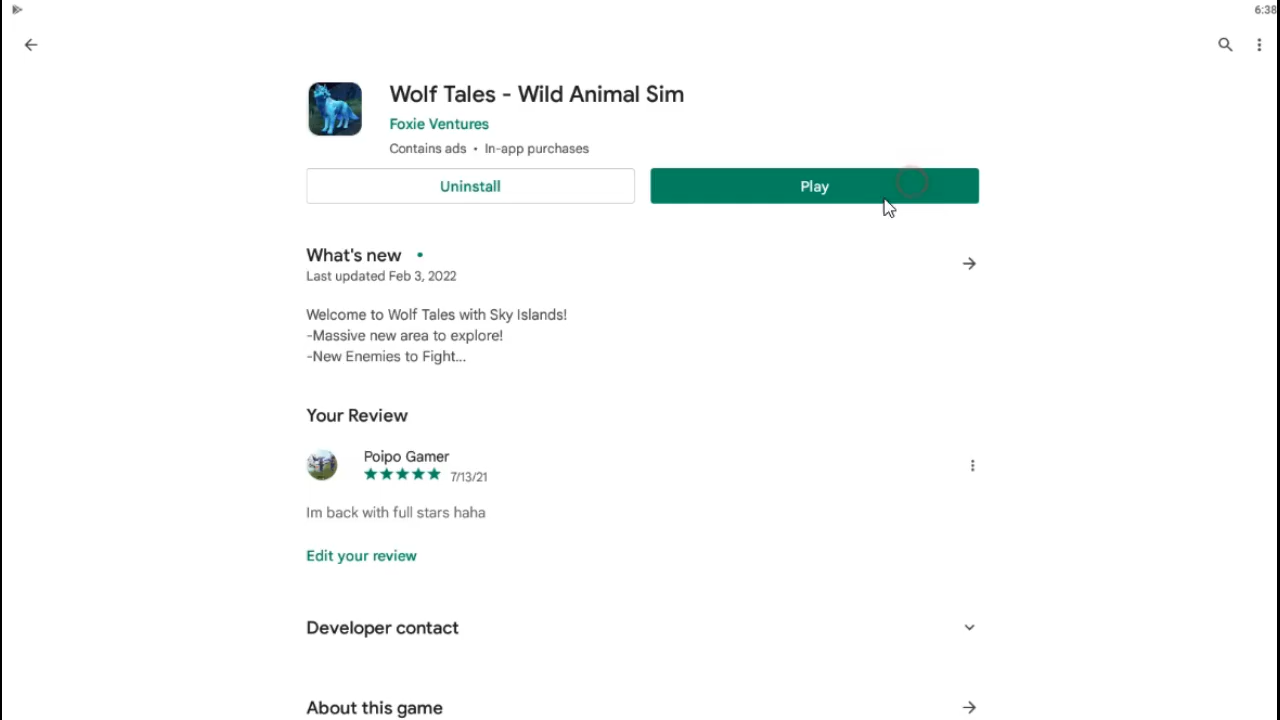 6:38
Wolf Tales - Wild Animal Sim
Foxie Ventures
Contains ads • In-app purchases
Uninstall
Play
What's new •
Last updated Feb 3, 2022
Welcome to Wolf Tales with Sky Islands!
-Massive new area to explore!
-New Enemies to Fight...
Your Review
Poipo Gamer
7/13/21
Im back with full stars haha
Edit your review
Developer contact
About this game